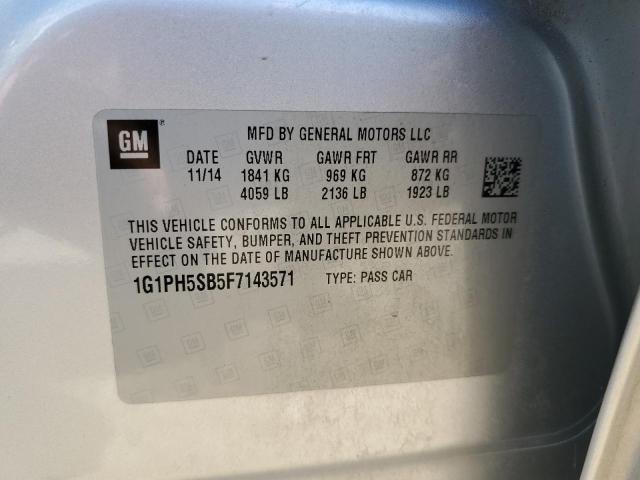 GM ®
MFD BY GENERAL MOTORS LLC
DATE GVWR GAWR FRT GAWR RR
11/14 1841 KG 969 KG 872 KG
4059 LB 2136 LB 1923 LB
THIS VEHICLE CONFORMS TO ALL APPLICABLE U.S. FEDERAL MOTOR
VEHICLE SAFETY, BUMPER, AND THEFT PREVENTION STANDARDS IN
EFFECT ON THE DATE OF MANUFACTURE SHOWN ABOVE.
1G1PH5SB5F7143571 TYPE: PASS CAR